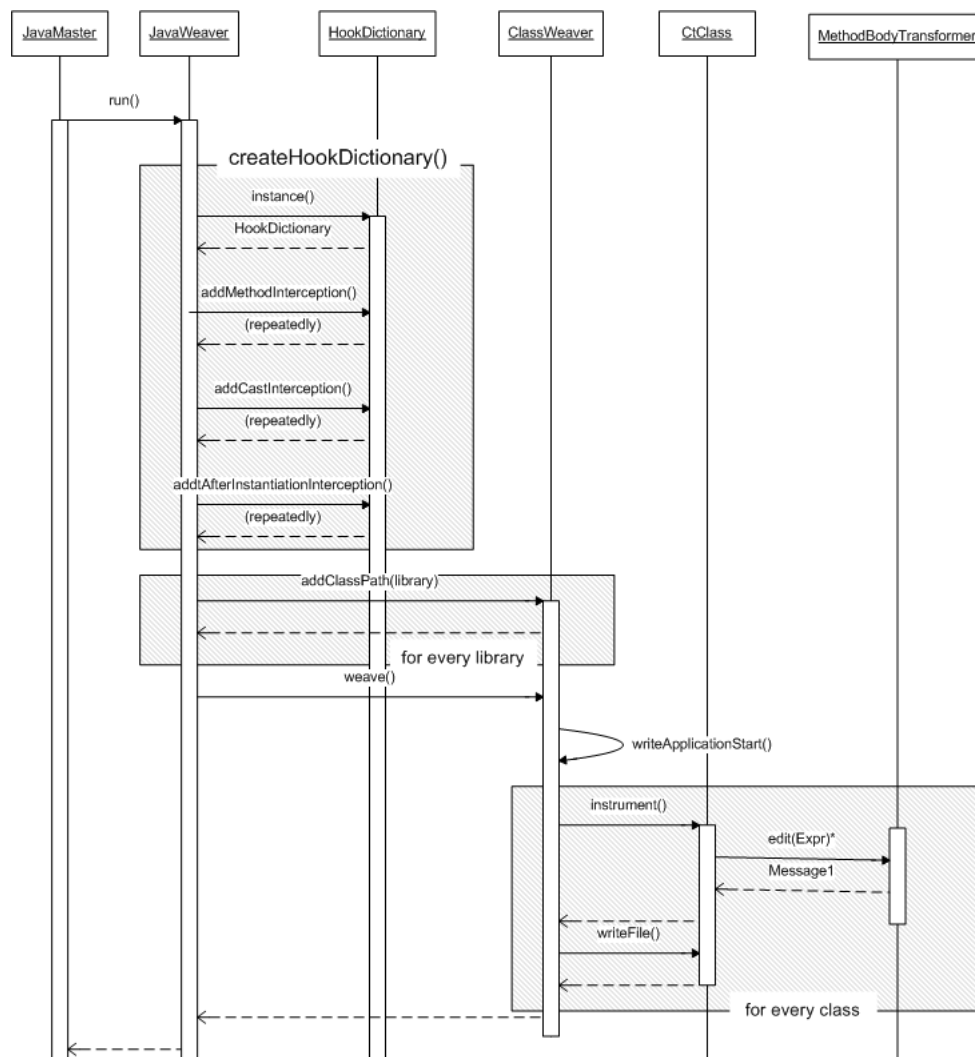 JavaMaster
JavaWeaver
HookDictionary
ClassWeaver
CtClass
MethodBodyTransformer
run()
createHookDictionary()
instance()
HookDictionary
addMethodInterception()
(repeatedly)
addCastInterception()
(repeatedly)
addtAfterInstantiationInterception()
(repeatedly)
addClassPath(library)
for every library
weave()
writeApplicationStart()
instrument()
edit(Expr)*
Message1
writeFile()
for every class